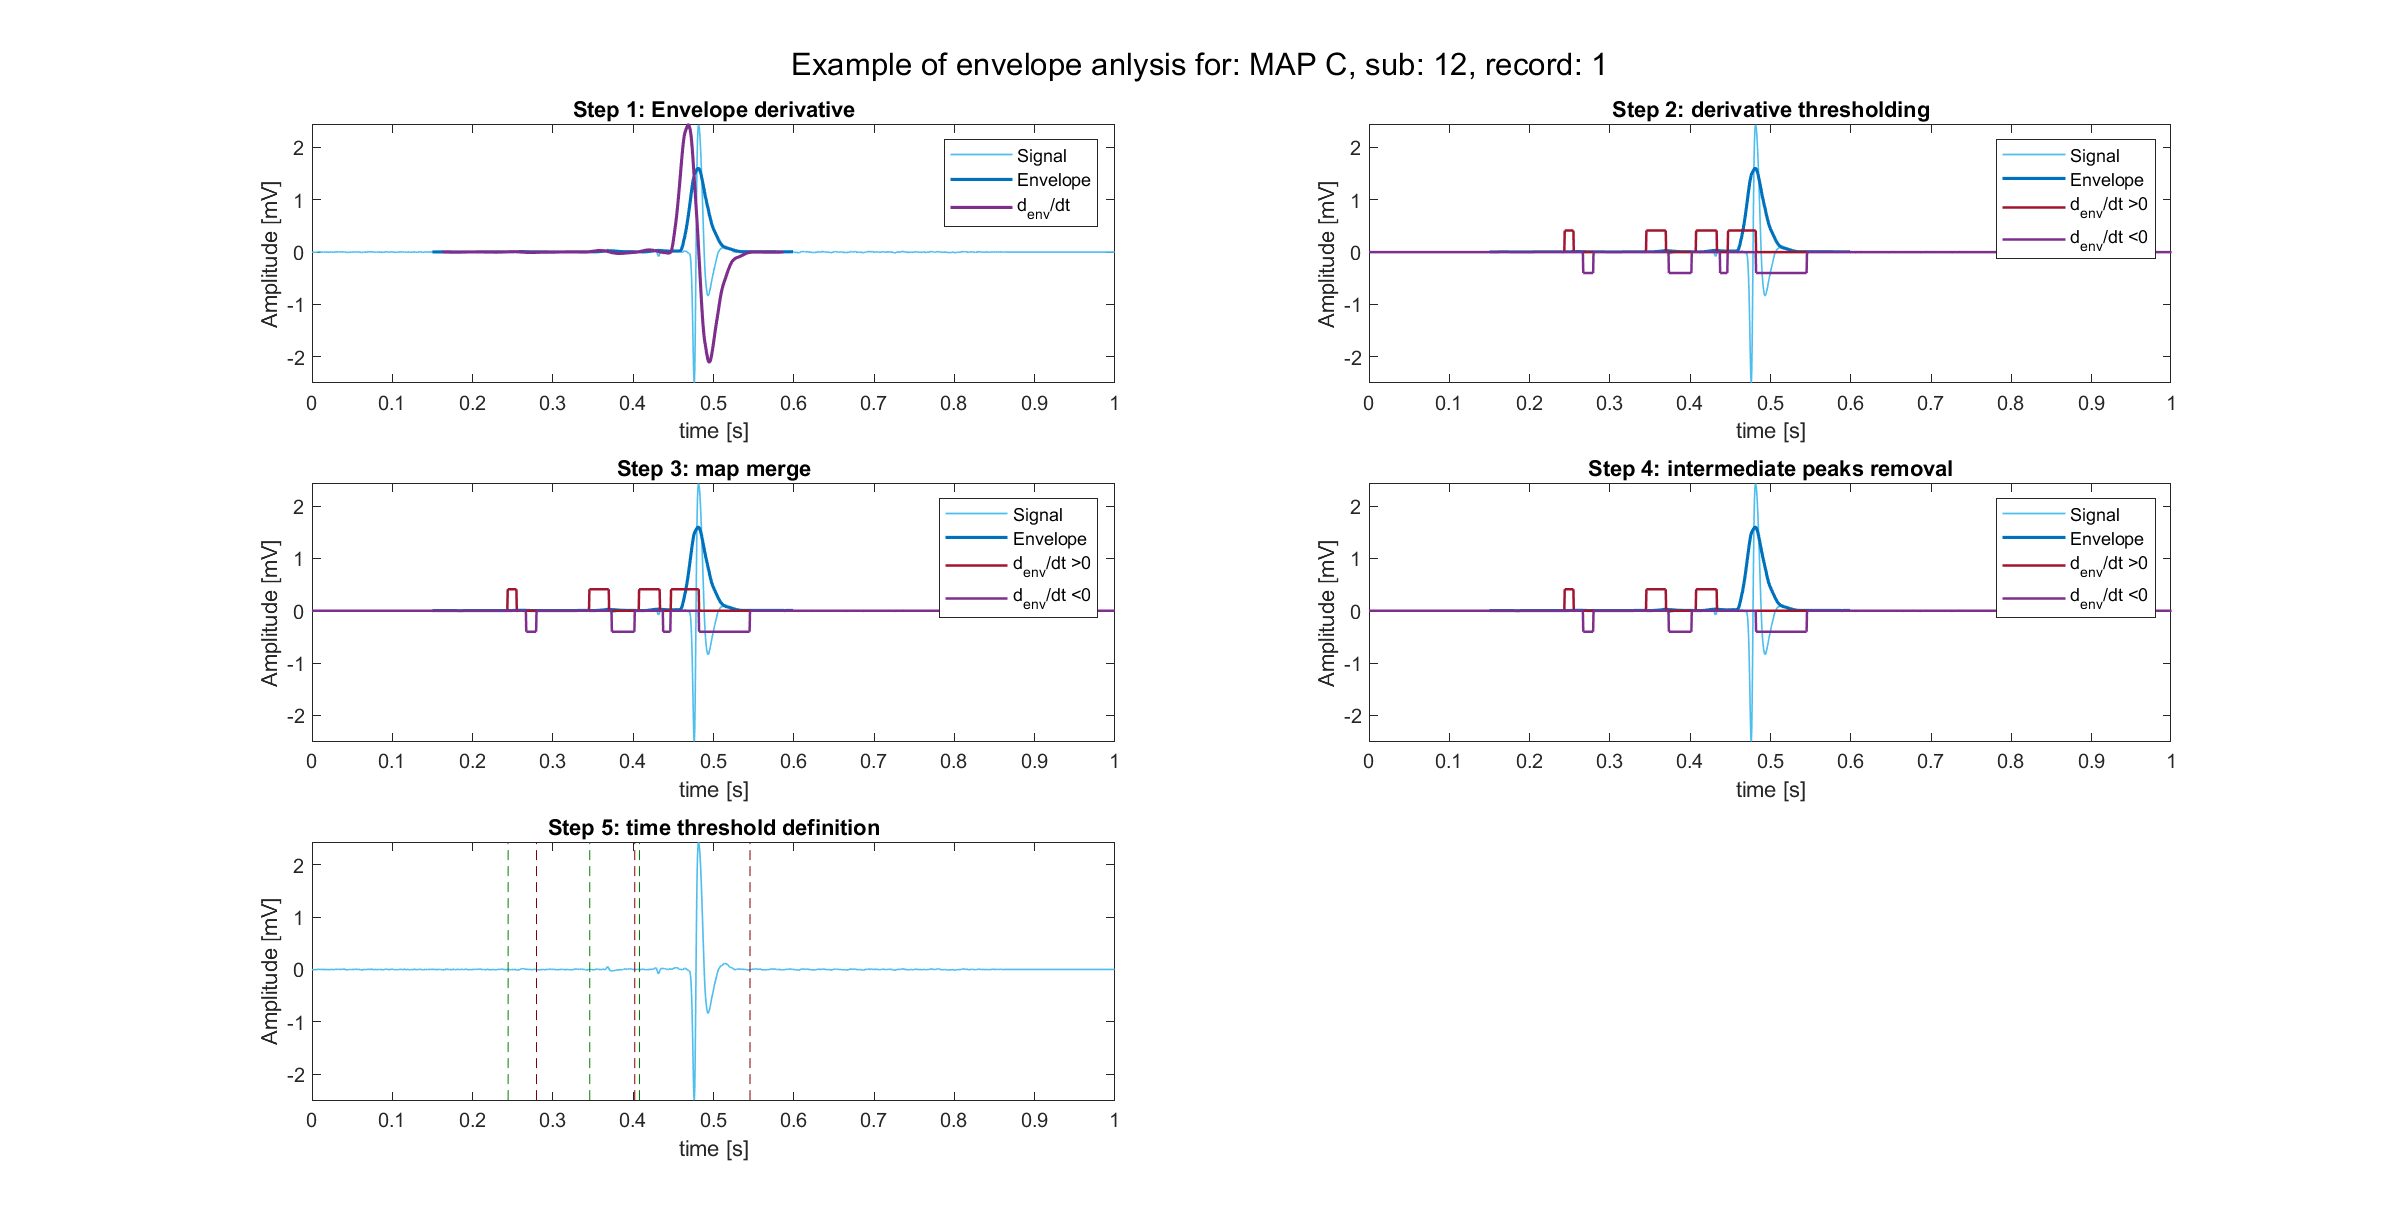 Example of envelope anlysis for: MAP C, sub: 12, record: 1
Step 1: Envelope derivative
Amplitude [mV]
2
1
0
-1
-2
0 0.1 0.2 0.3 0.4 0.5 0.6 0.7 0.8 0.9 1
time [s]
Signal
Envelope
d_env/dt
Step 2: derivative thresholding
Amplitude [mV]
2
1
0
-1
-2
0 0.1 0.2 0.3 0.4 0.5 0.6 0.7 0.8 0.9 1
time [s]
Signal
Envelope
d_env/dt >0
d_env/dt <0
Step 3: map merge
Amplitude [mV]
2
1
0
-1
-2
0 0.1 0.2 0.3 0.4 0.5 0.6 0.7 0.8 0.9 1
time [s]
Signal
Envelope
d_env/dt >0
d_env/dt <0
Step 4: intermediate peaks removal
Amplitude [mV]
2
1
0
-1
-2
0 0.1 0.2 0.3 0.4 0.5 0.6 0.7 0.8 0.9 1
time [s]
Signal
Envelope
d_env/dt >0
d_env/dt <0
Step 5: time threshold definition
Amplitude [mV]
2
1
0
-1
-2
0 0.1 0.2 0.3 0.4 0.5 0.6 0.7 0.8 0.9 1
time [s]